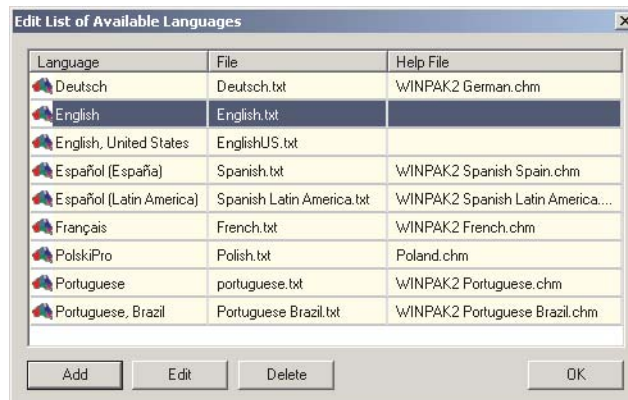 Edit List of Available Languages
Language File Help File
Deutsch Deutsch.txt WINPAK2 German.chm
English English.txt
English, United States EnglishUS.txt
Español (España) Spanish.txt WINPAK2 Spanish Spain.chm
Español (Latin America) Spanish Latin America.txt WINPAK2 Spanish Latin America....
Français French.txt WINPAK2 French.chm
PolskiPro Polish.txt Poland.chm
Portuguese portuguese.txt WINPAK2 Portuguese.chm
Portuguese, Brazil Portuguese Brazil.txt WINPAK2 Portuguese Brazil.chm
Add Edit Delete OK